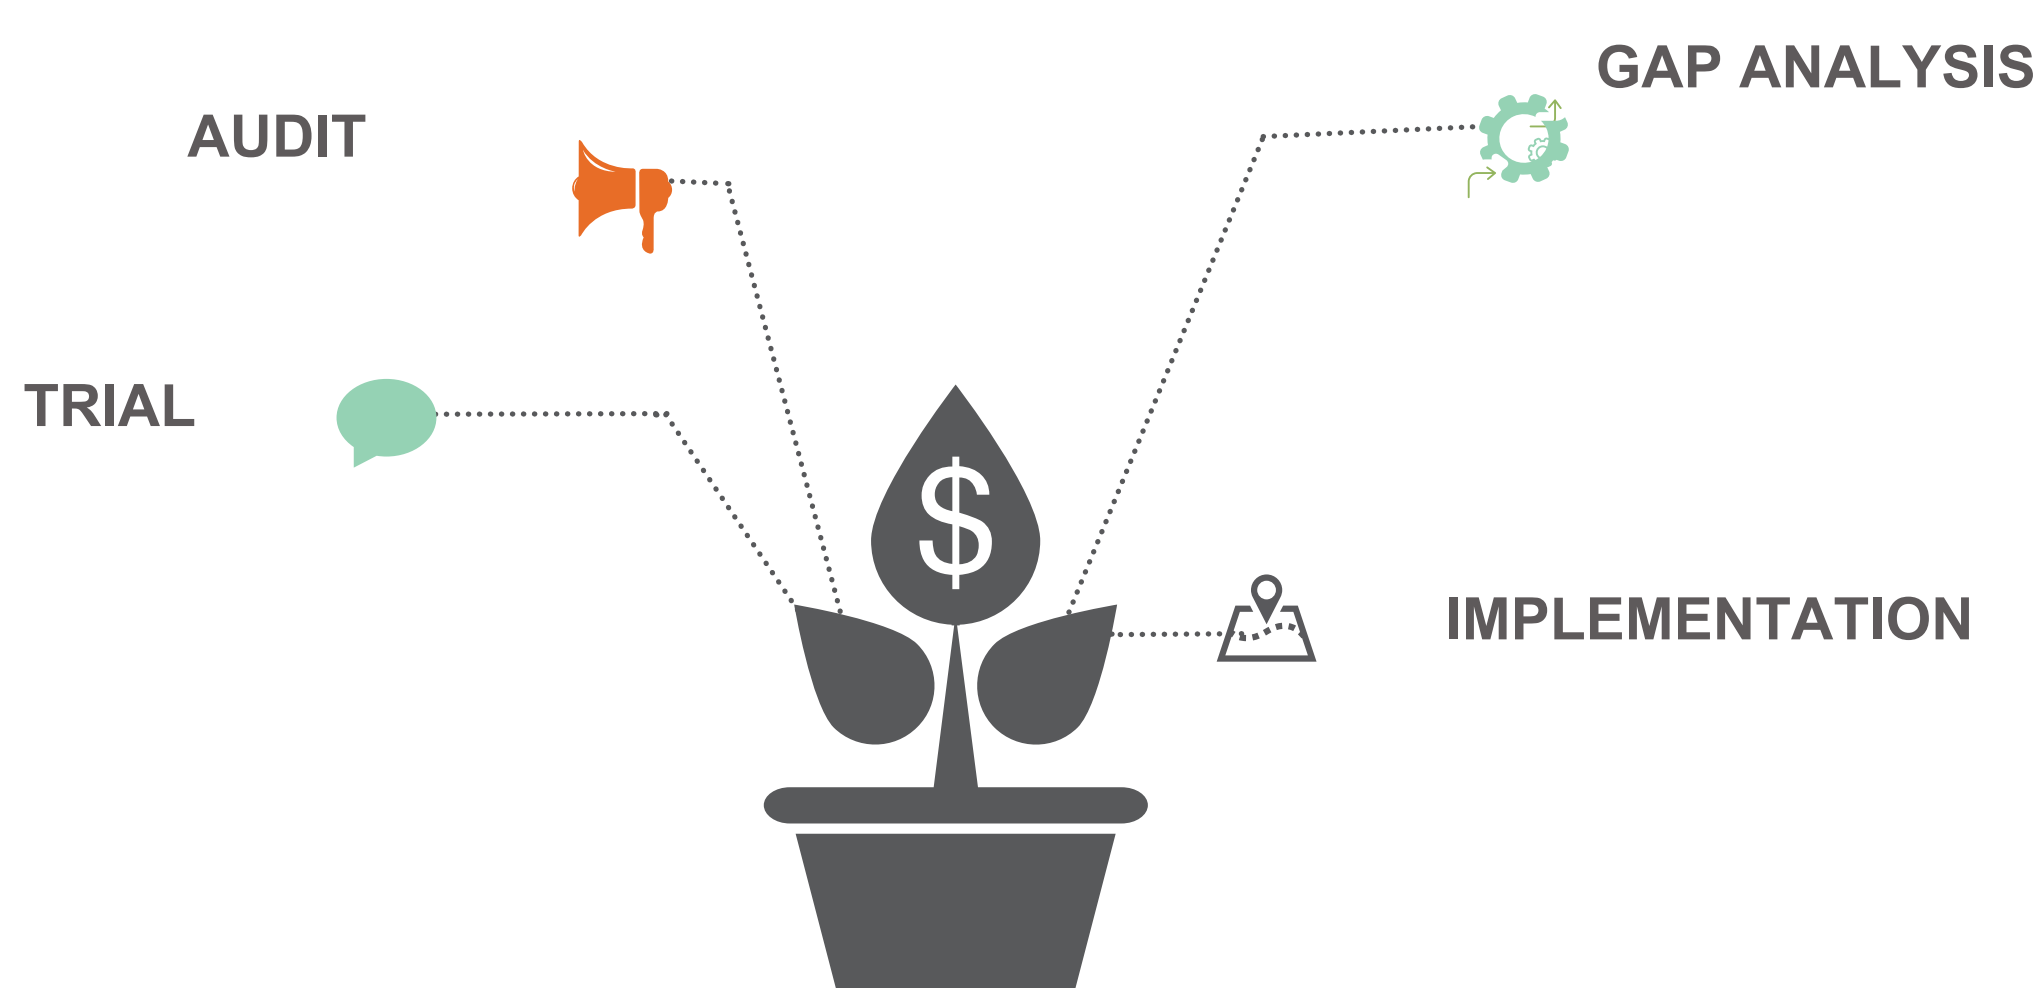 GAP ANALYSIS
AUDIT
TRIAL
$
IMPLEMENTATION